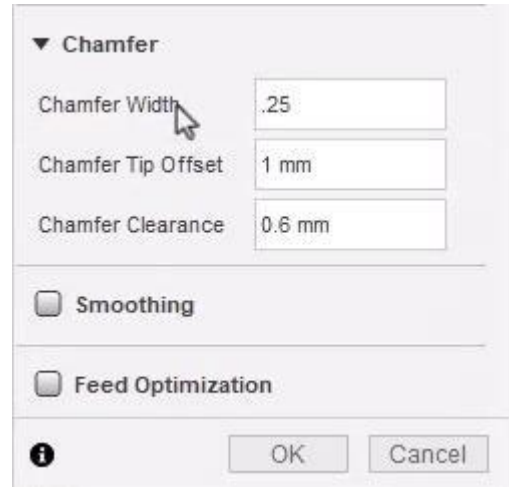 Chamfer
Chamfer Width .25
Chamfer Tip Offset 1 mm
Chamfer Clearance 0.6 mm
Smoothing
Feed Optimization
OK Cancel